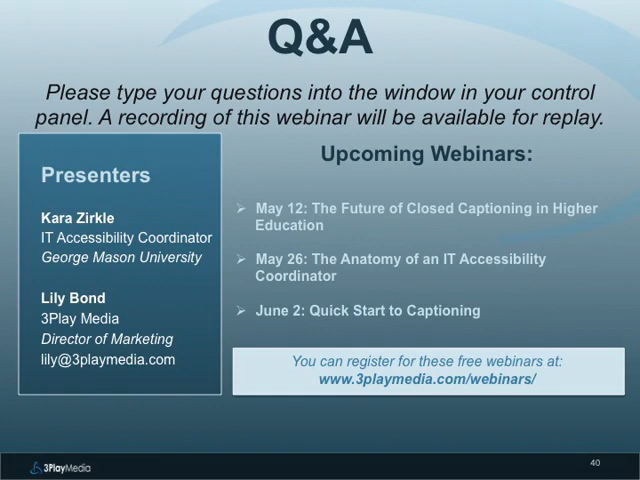 Q&A
Please type your questions into the window in your control
panel. A recording of this webinar will be available for replay.
Presenters
Kara Zirkle
IT Accessibility Coordinator
George Mason University
Lily Bond
3Play Media
Director of Marketing
lily@3playmedia.com
Upcoming Webinars:
May 12: The Future of Closed Captioning in Higher
Education
May 26: The Anatomy of an IT Accessibility
Coordinator
June 2: Quick Start to Captioning
You can register for these free webinars at:
www.3playmedia.com/webinars/
3PlayMedia
40